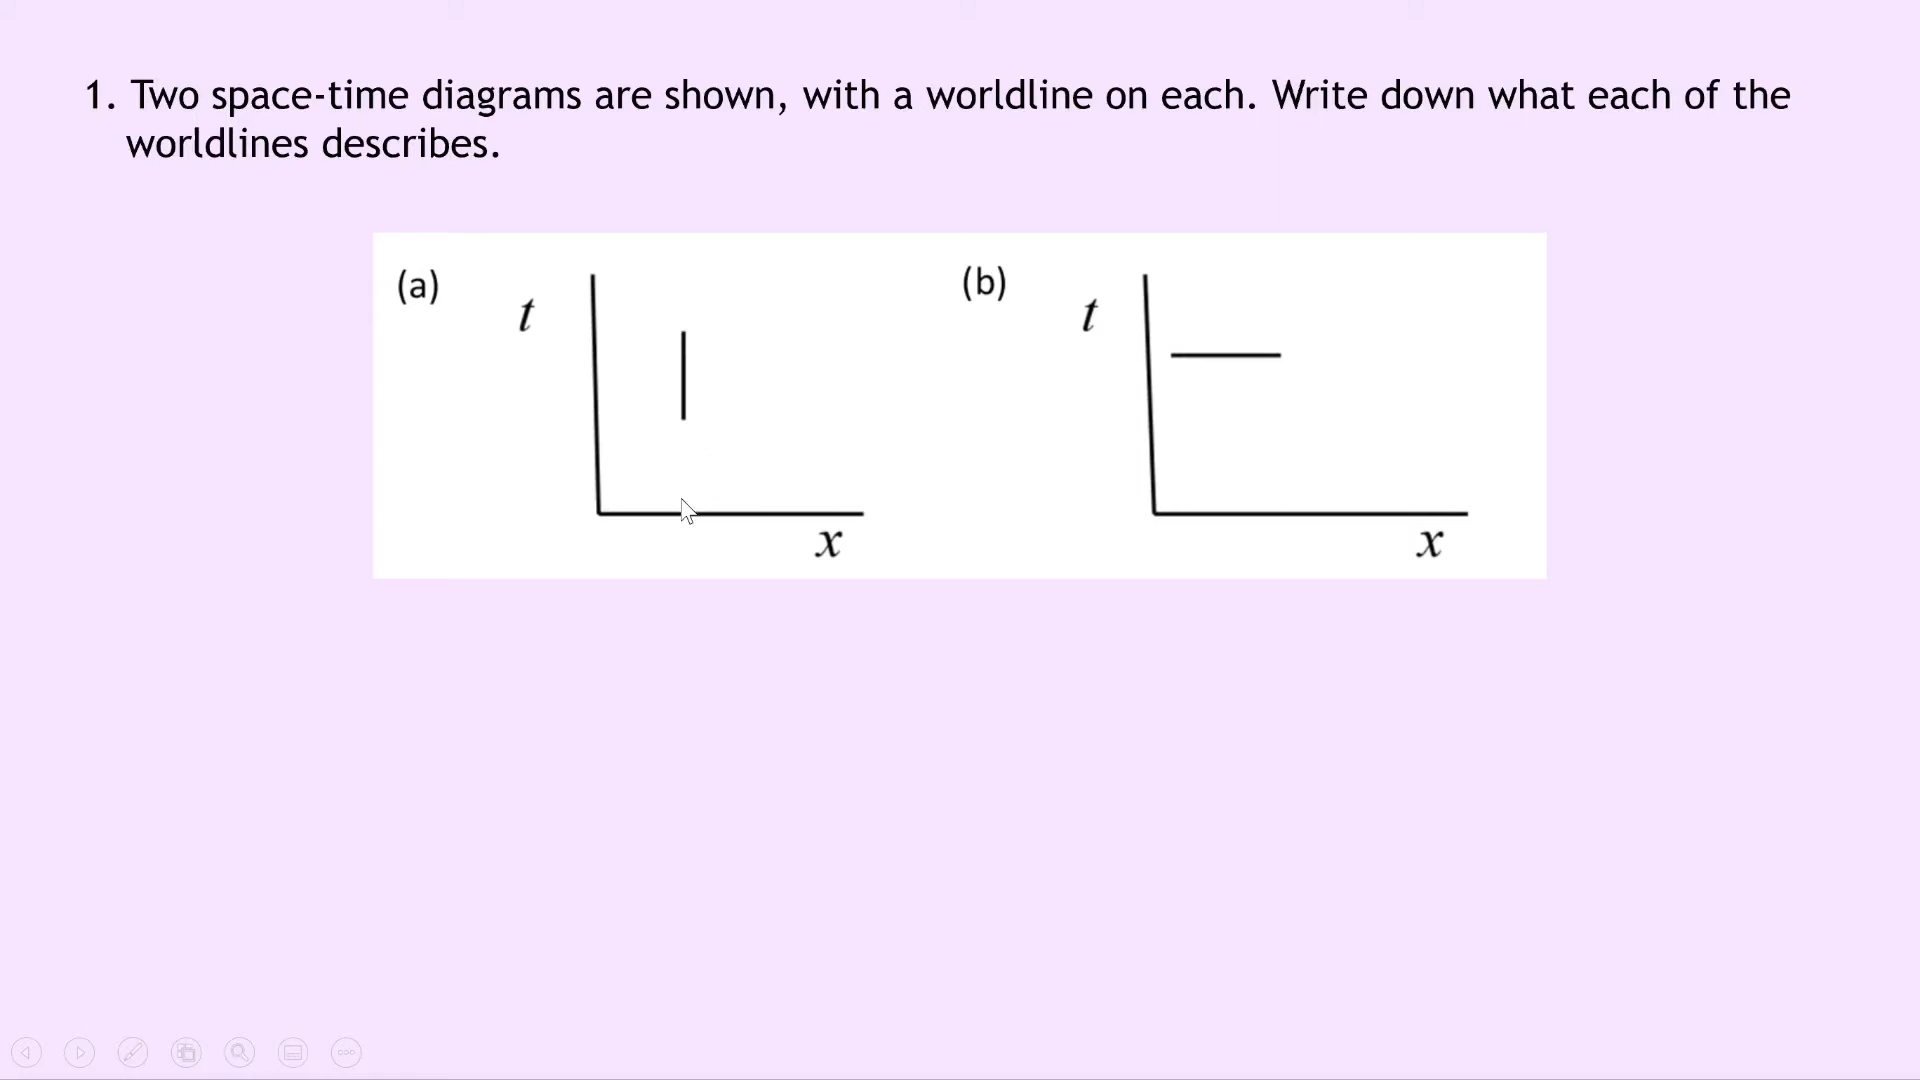 1. Two space-time diagrams are shown, with a worldline on each. Write down what each of the
worldlines describes.
(a)
t
x
(b)
t
x